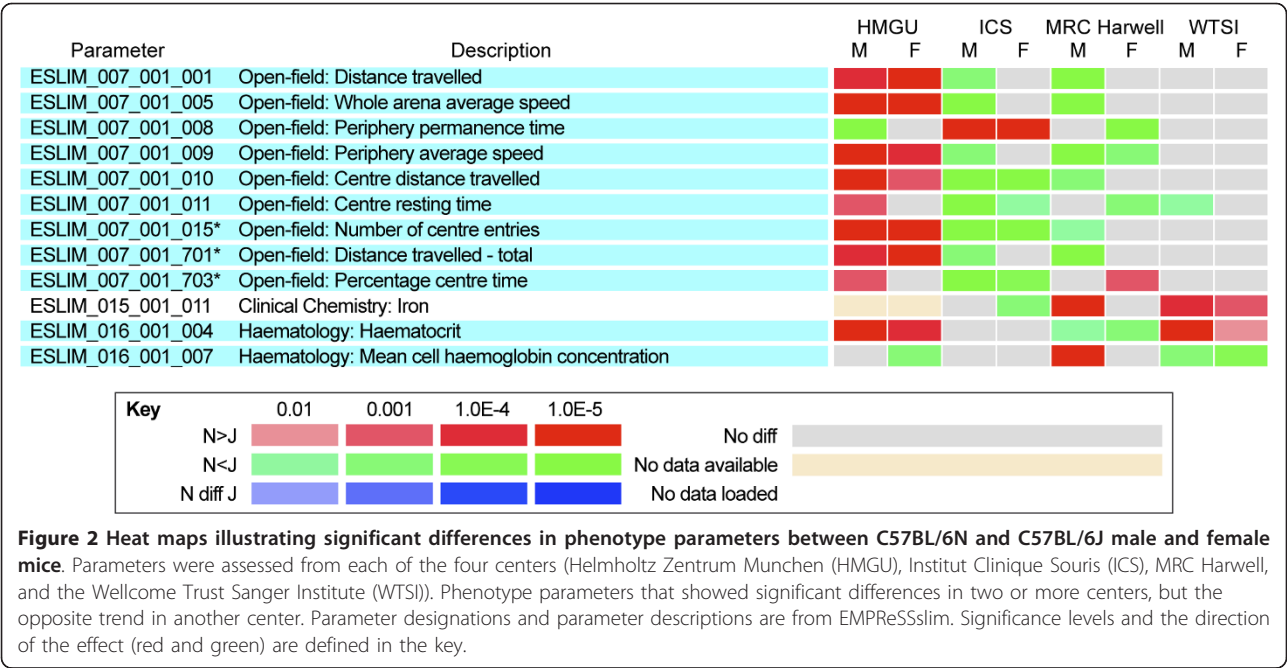 HMGU ICS MRC Harwell WTSI
Parameter Description M F M F M F M F
ESLIM_007_001_001 Open-field: Distance travelled
ESLIM_007_001_005 Open-field: Whole arena average speed
ESLIM_007_001_008 Open-field: Periphery permanence time
ESLIM_007_001_009 Open-field: Periphery average speed
ESLIM_007_001_010 Open-field: Centre distance travelled
ESLIM_007_001_011 Open-field: Centre resting time
ESLIM_007_001_015* Open-field: Number of centre entries
ESLIM_007_001_701* Open-field: Distance travelled - total
ESLIM_007_001_703* Open-field: Percentage centre time
ESLIM_015_001_011 Clinical Chemistry: Iron
ESLIM_016_001_004 Haematology: Haematocrit
ESLIM_016_001_007 Haematology: Mean cell haemoglobin concentration
Key 0.01 0.001 1.0E-4 1.0E-5
N>J No diff
N<J No data available
N diff J No data loaded
Figure 2 Heat maps illustrating significant differences in phenotype parameters between C57BL/6N and C57BL/6J male and female
mice. Parameters were assessed from each of the four centers (Helmholtz Zentrum Munchen (HMGU), Institut Clinique Souris (ICS), MRC Harwell,
and the Wellcome Trust Sanger Institute (WTSI)). Phenotype parameters that showed significant differences in two or more centers, but the
opposite trend in another center. Parameter designations and parameter descriptions are from EMPReSSslim. Significance levels and the direction
of the effect (red and green) are defined in the key.